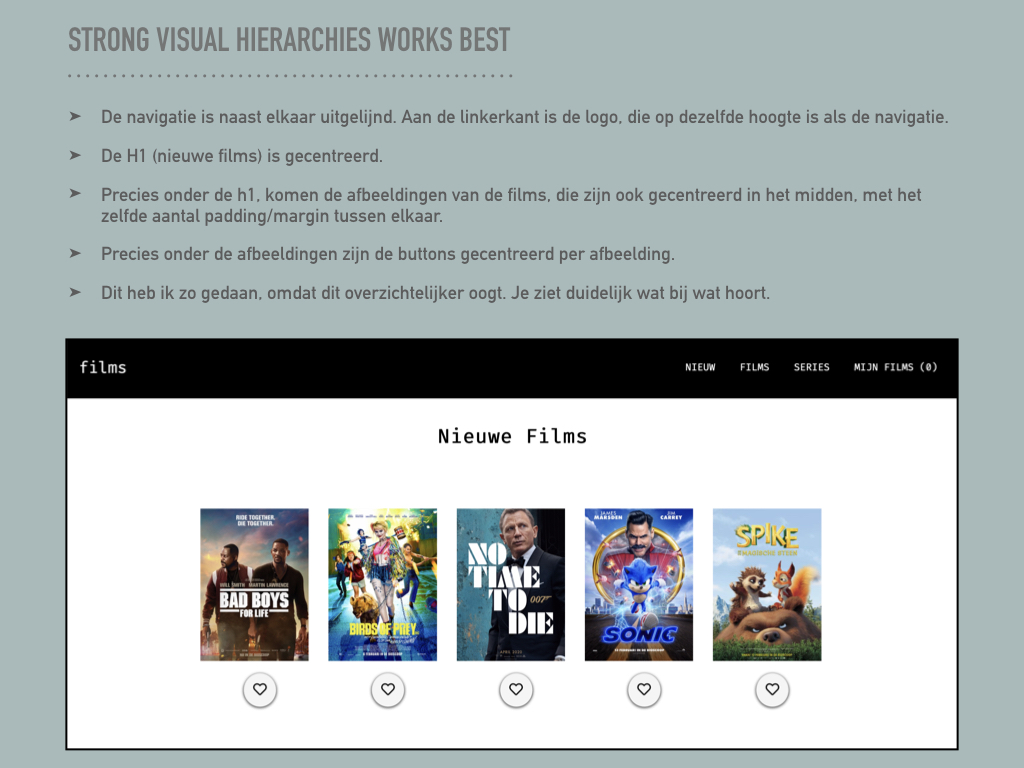 STRONG VISUAL HIERARCHIES WORKS BEST
➤ De navigatie is naast elkaar uitgelijnd. Aan de linkerkant is de logo, die op dezelfde hoogte is als de navigatie.
➤ De H1 (nieuwe films) is gecentreerd.
➤ Precies onder de h1, komen de afbeeldingen van de films, die zijn ook gecentreerd in het midden, met het
zelfde aantal padding/margin tussen elkaar.
➤ Precies onder de afbeeldingen zijn de buttons gecentreerd per afbeelding.
➤ Dit heb ik zo gedaan, omdat dit overzichtelijker oogt. Je ziet duidelijk wat bij wat hoort.
films
NIEUW FILMS SERIES MIJN FILMS (0)
Nieuwe Films
RIDE TOGETHER.
DIE TOGETHER.
WILL SMITH MARTIN LAWRENCE
BAD BOYS
FOR LIFE
BIRDS OF PREY
NO
TIME
TO
DIE
007
APRIL 2020
JAMES
MARSDEN
JIM
CARREY
SONIC
SPIKE